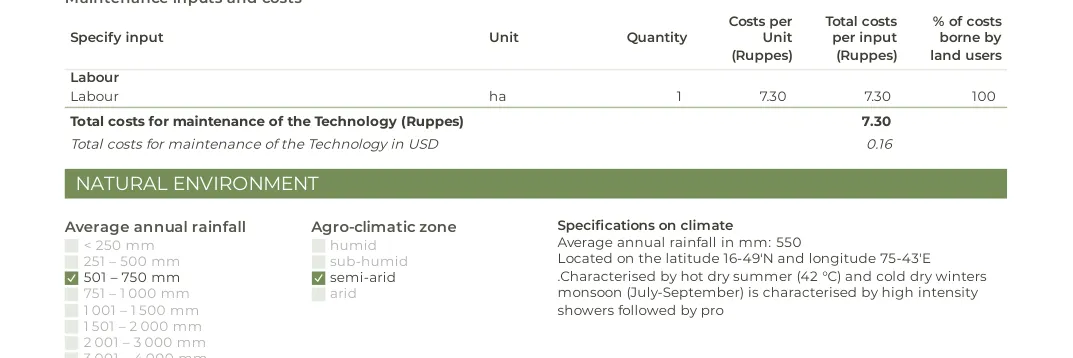 Maintenance inputs and costs
Specify input Unit Quantity Costs per Unit (Ruppes) Total costs per input (Ruppes) % of costs borne by land users
Labour
Labour ha 1 7.30 7.30 100
Total costs for maintenance of the Technology (Ruppes) 7.30
Total costs for maintenance of the Technology in USD 0.16
NATURAL ENVIRONMENT
Average annual rainfall
< 250 mm
251 – 500 mm
501 – 750 mm
751 – 1 000 mm
1 001 – 1 500 mm
1 501 – 2 000 mm
2 001 – 3 000 mm
3 001 – 4 000 mm
Agro-climatic zone
humid
sub-humid
semi-arid
arid
Specifications on climate
Average annual rainfall in mm: 550
Located on the latitude 16-49'N and longitude 75-43'E
.Characterised by hot dry summer (42 °C) and cold dry winters
monsoon (July-September) is characterised by high intensity
showers followed by pro